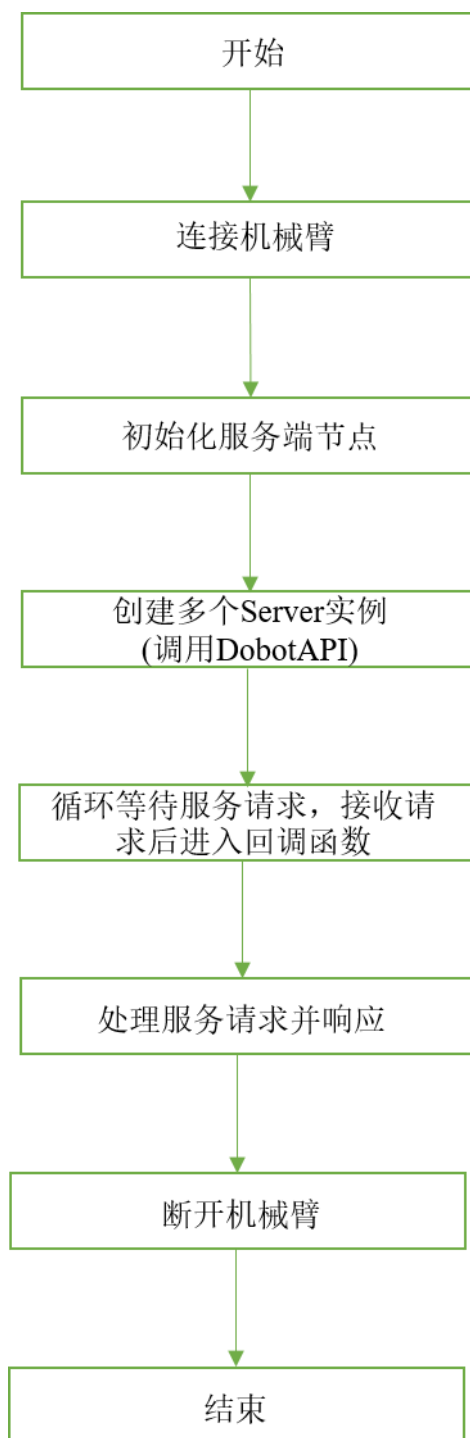 开始
连接机械臂
初始化服务端节点
创建多个Server实例
(调用DobotAPI)
循环等待服务请求，接收请
求后进入回调函数
处理服务请求并响应
断开机械臂
结束